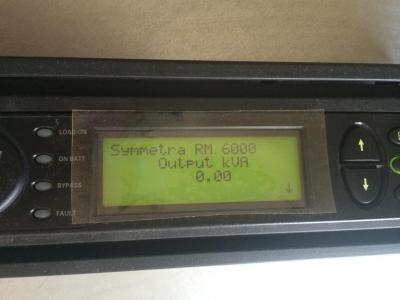 LOAD ON
ON BATT
BYPASS
FAULT
Symmetra RM 6000
Output kVA
0.00